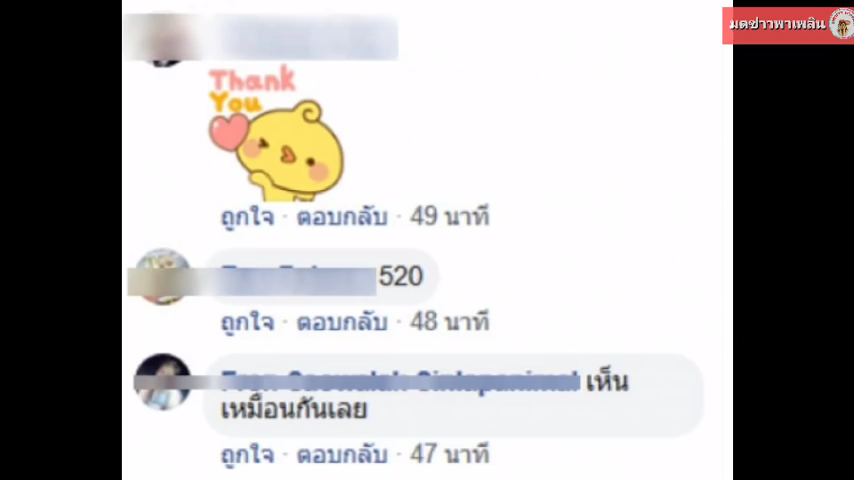 มดข่าวพาเพลิน
Thank
You
ถูกใจ · ตอบกลับ · 49 นาที
520
ถูกใจ · ตอบกลับ · 48 นาที
เห็น
เหมือนกันเลย
ถูกใจ · ตอบกลับ · 47 นาที